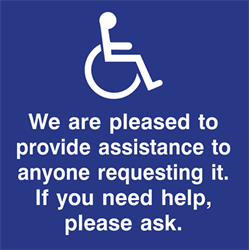 We are pleased to
provide assistance to
anyone requesting it.
If you need help,
please ask.